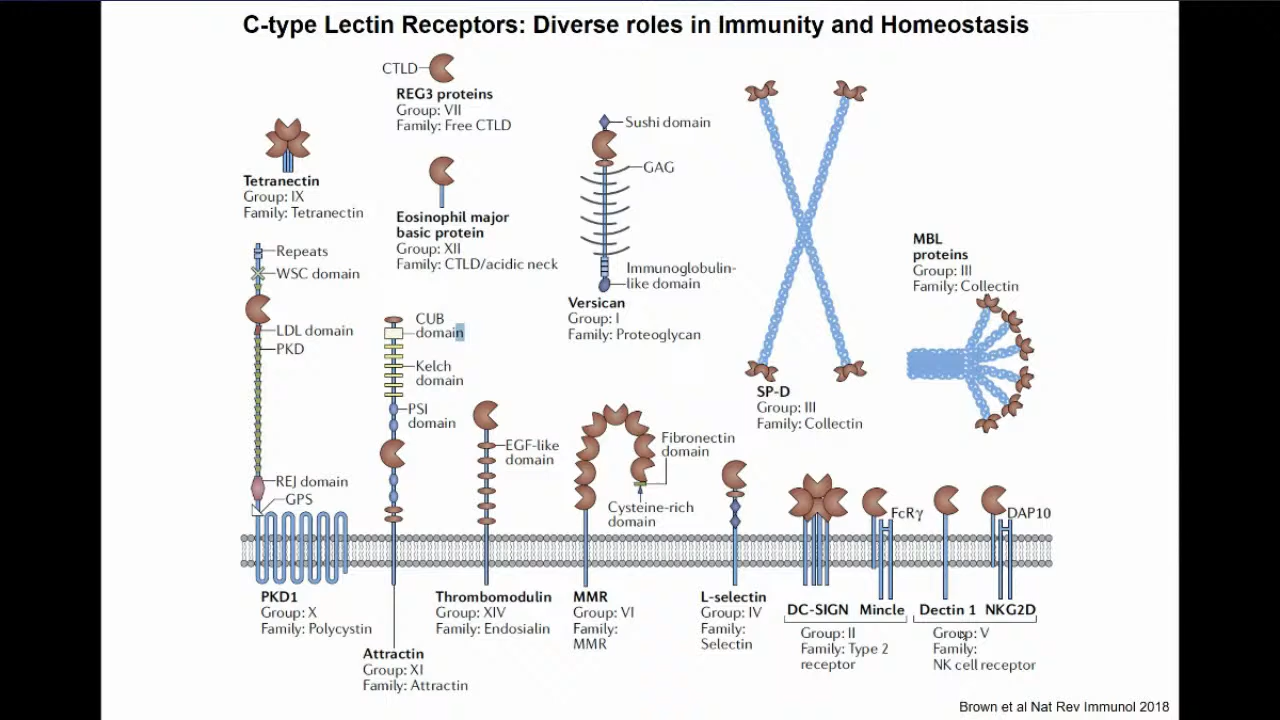 C-type Lectin Receptors: Diverse roles in Immunity and Homeostasis
CTLD
REG3 proteins
Group: VII
Family: Free CTLD
Tetranectin
Group: IX
Family: Tetranectin
Eosinophil major
basic protein
Group: XII
Family: CTLD/acidic neck
Sushi domain
GAG
Immunoglobulin-
like domain
Versican
Group: I
Family: Proteoglycan
SP-D
Group: III
Family: Collectin
MBL
proteins
Group: III
Family: Collectin
Repeats
WSC domain
LDL domain
PKD
REJ domain
GPS
PKD1
Group: X
Family: Polycystin
CUB
domain
Kelch
domain
PSI
domain
Attractin
Group: XI
Family: Attractin
EGF-like
domain
Thrombomodulin
Group: XIV
Family: Endosialin
Fibronectin
domain
Cysteine-rich
domain
MMR
Group: VI
Family:
MMR
L-selectin
Group: IV
Family:
Selectin
FcRγ
DC-SIGN Mincle
Group: II
Family: Type 2
receptor
DAP10
Dectin 1 NKG2D
Group: V
Family:
NK cell receptor
Brown et al Nat Rev Immunol 2018